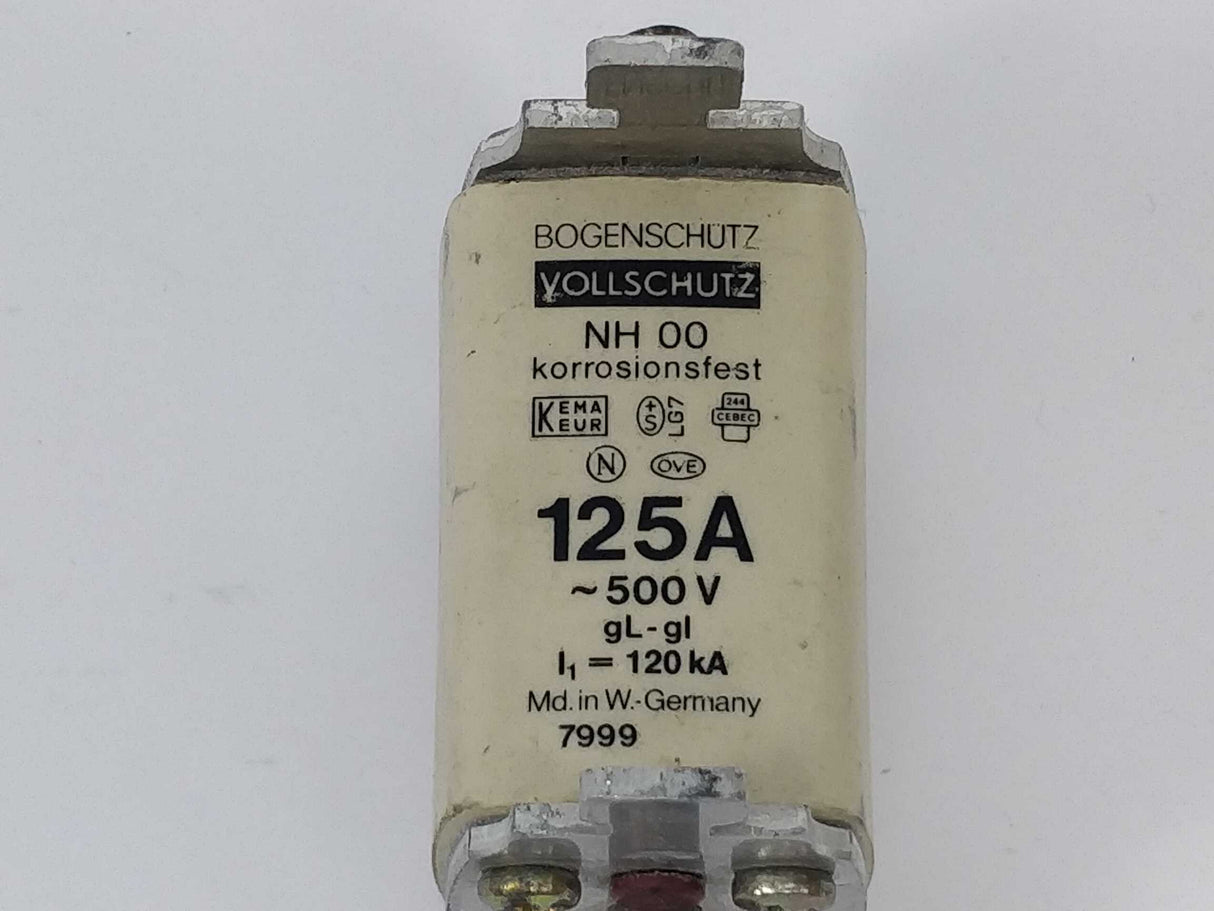 BOGENSCHÜTZ
VOLLSCHUTZ
NH 00
korrosionsfest
KEMA KEUR +S LG7 244 CEBEC
N ÖVE
125A
~500 V
gL-gI
I₁ = 120 kA
Md. in W.-Germany
7999